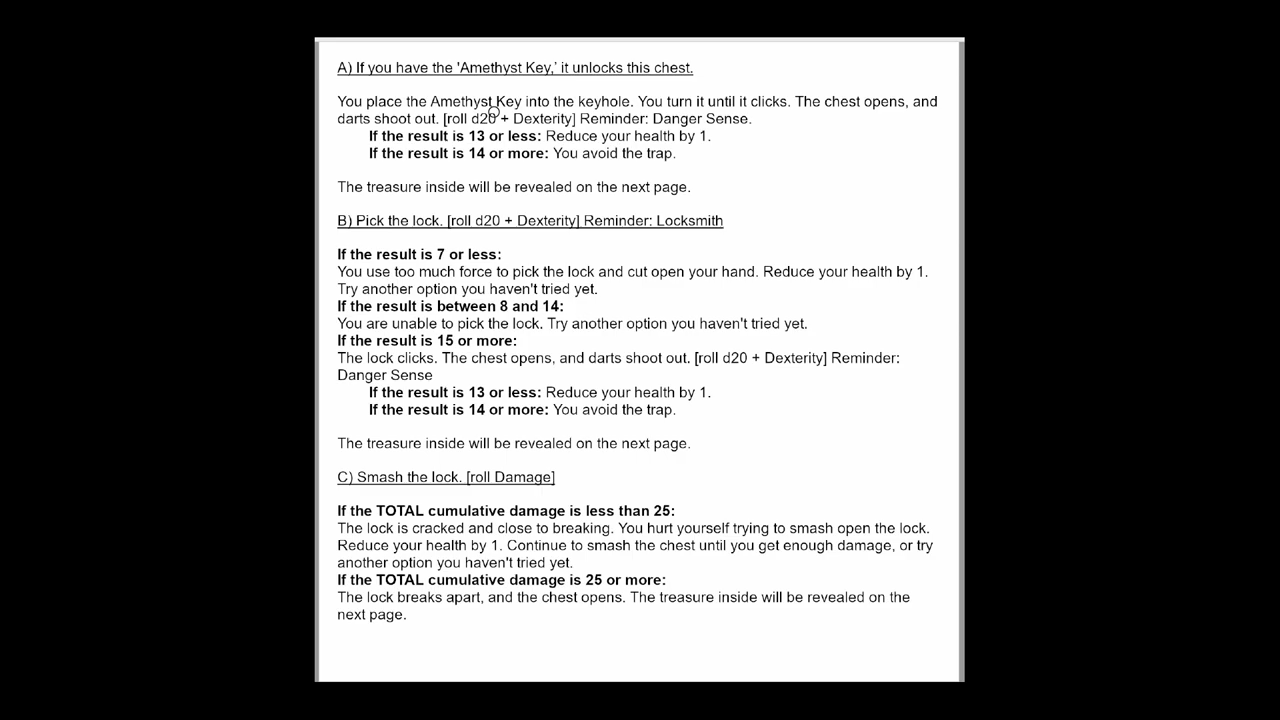 A) If you have the 'Amethyst Key,' it unlocks this chest.
You place the Amethyst Key into the keyhole. You turn it until it clicks. The chest opens, and
darts shoot out. [roll d20 + Dexterity] Reminder: Danger Sense.
If the result is 13 or less: Reduce your health by 1.
If the result is 14 or more: You avoid the trap.
The treasure inside will be revealed on the next page.
B) Pick the lock. [roll d20 + Dexterity] Reminder: Locksmith
If the result is 7 or less:
You use too much force to pick the lock and cut open your hand. Reduce your health by 1.
Try another option you haven't tried yet.
If the result is between 8 and 14:
You are unable to pick the lock. Try another option you haven't tried yet.
If the result is 15 or more:
The lock clicks. The chest opens, and darts shoot out. [roll d20 + Dexterity] Reminder:
Danger Sense
If the result is 13 or less: Reduce your health by 1.
If the result is 14 or more: You avoid the trap.
The treasure inside will be revealed on the next page.
C) Smash the lock. [roll Damage]
If the TOTAL cumulative damage is less than 25:
The lock is cracked and close to breaking. You hurt yourself trying to smash open the lock.
Reduce your health by 1. Continue to smash the chest until you get enough damage, or try
another option you haven't tried yet.
If the TOTAL cumulative damage is 25 or more:
The lock breaks apart, and the chest opens. The treasure inside will be revealed on the
next page.